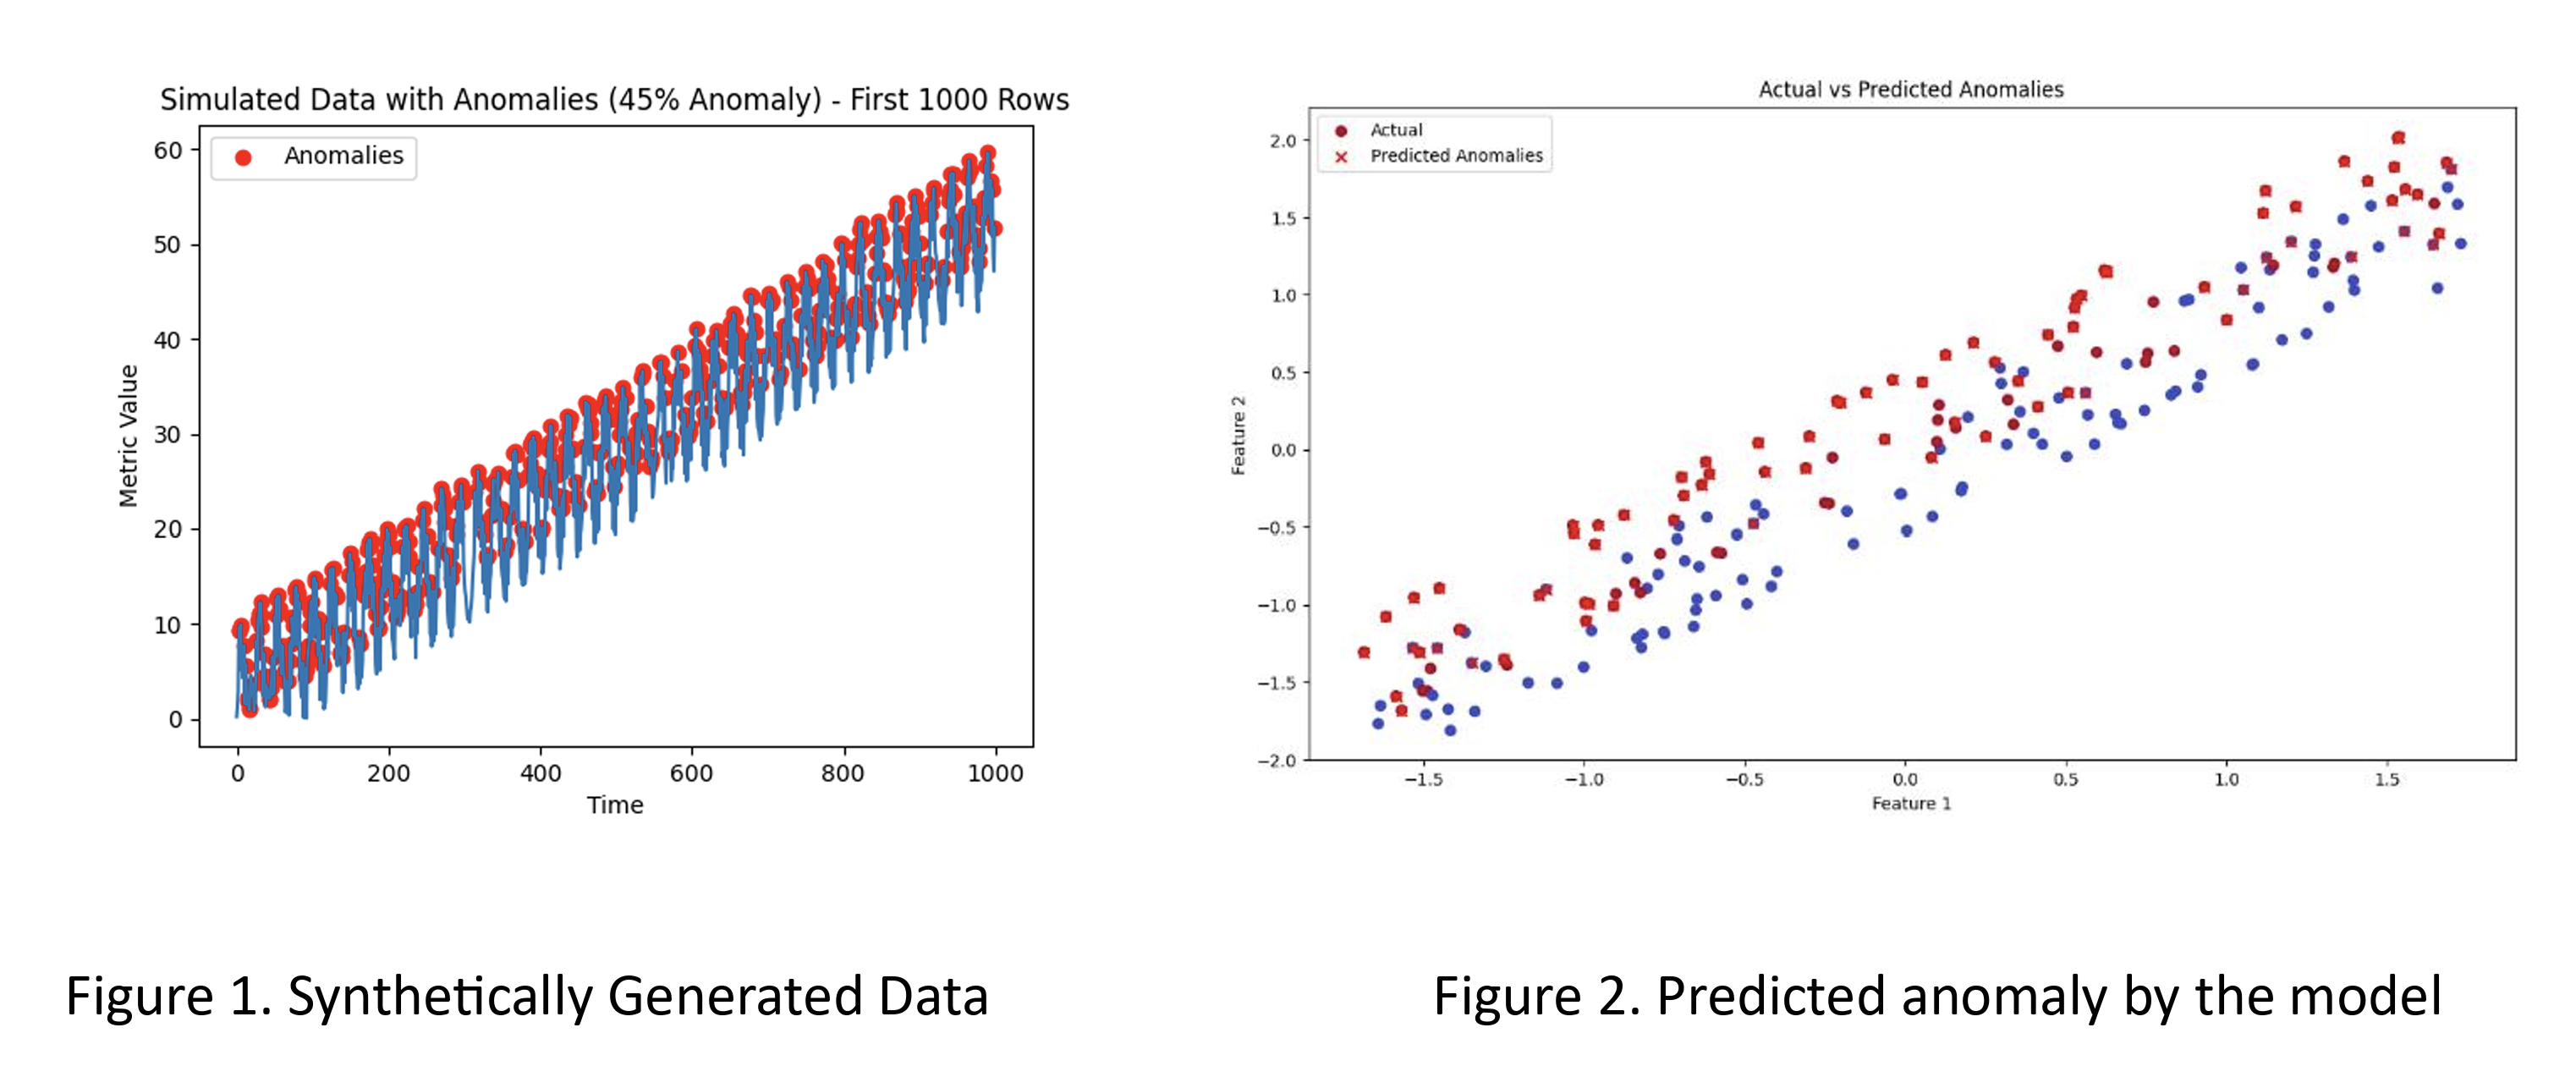 Simulated Data with Anomalies (45% Anomaly) - First 1000 Rows
Anomalies
60
50
40
30
20
10
0
Metric Value
0 200 400 600 800 1000
Time
Actual vs Predicted Anomalies
Actual
Predicted Anomalies
2.0
1.5
1.0
0.5
0.0
−0.5
−1.0
−1.5
−2.0
Feature 2
−1.5 −1.0 −0.5 0.0 0.5 1.0 1.5
Feature 1
Figure 1. Synthetically Generated Data
Figure 2. Predicted anomaly by the model